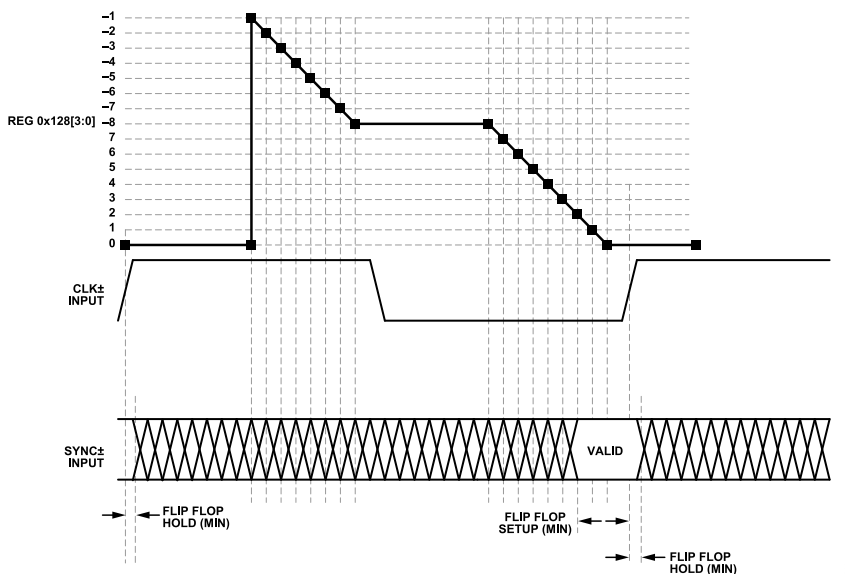 –1
–2
–3
–4
–5
–6
–7
REG 0x128[3:0] –8
7
6
5
4
3
2
1
0
CLK±
INPUT
SYNC±
INPUT
VALID
FLIP FLOP
HOLD (MIN)
FLIP FLOP
SETUP (MIN)
FLIP FLOP
HOLD (MIN)